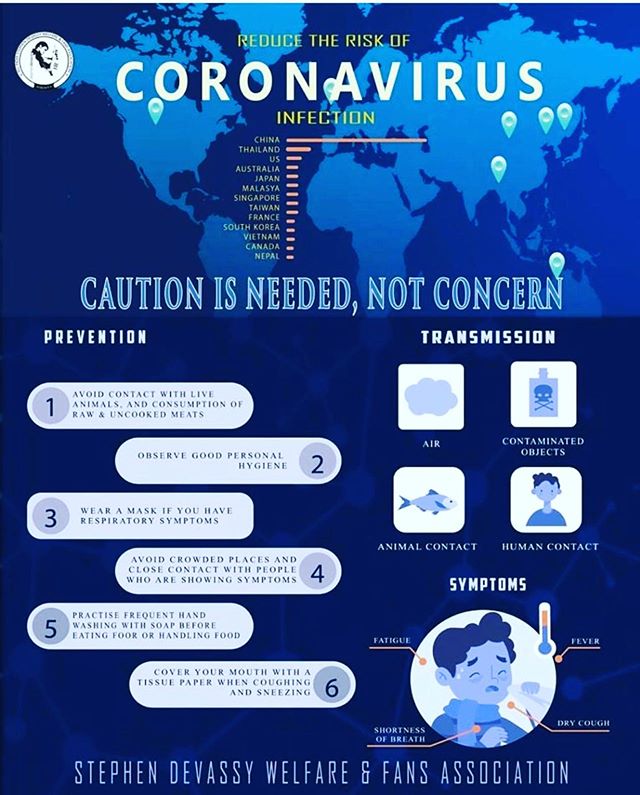 REDUCE THE RISK OF
CORONAVIRUS
INFECTION
CHINA
THAILAND
US
AUSTRALIA
JAPAN
MALASYA
SINGAPORE
TAIWAN
FRANCE
SOUTH KOREA
VIETNAM
CANADA
NEPAL
CAUTION IS NEEDED, NOT CONCERN
PREVENTION
1
AVOID CONTACT WITH LIVE
ANIMALS, AND CONSUMPTION OF
RAW & UNCOOKED MEATS
OBSERVE GOOD PERSONAL
HYGIENE
2
3
WEAR A MASK IF YOU HAVE
RESPIRATORY SYMPTOMS
AVOID CROWDED PLACES AND
CLOSE CONTACT WITH PEOPLE
WHO ARE SHOWING SYMPTOMS
4
5
PRACTISE FREQUENT HAND
WASHING WITH SOAP BEFORE
EATING FOOR OR HANDLING FOOD
COVER YOUR MOUTH WITH A
TISSUE PAPER WHEN COUGHING
AND SNEEZING
6
TRANSMISSION
AIR
CONTAMINATED
OBJECTS
ANIMAL CONTACT
HUMAN CONTACT
SYMPTOMS
FATIGUE
FEVER
SHORTNESS
OF BREATH
DRY COUGH
STEPHEN DEVASSY WELFARE & FANS ASSOCIATION